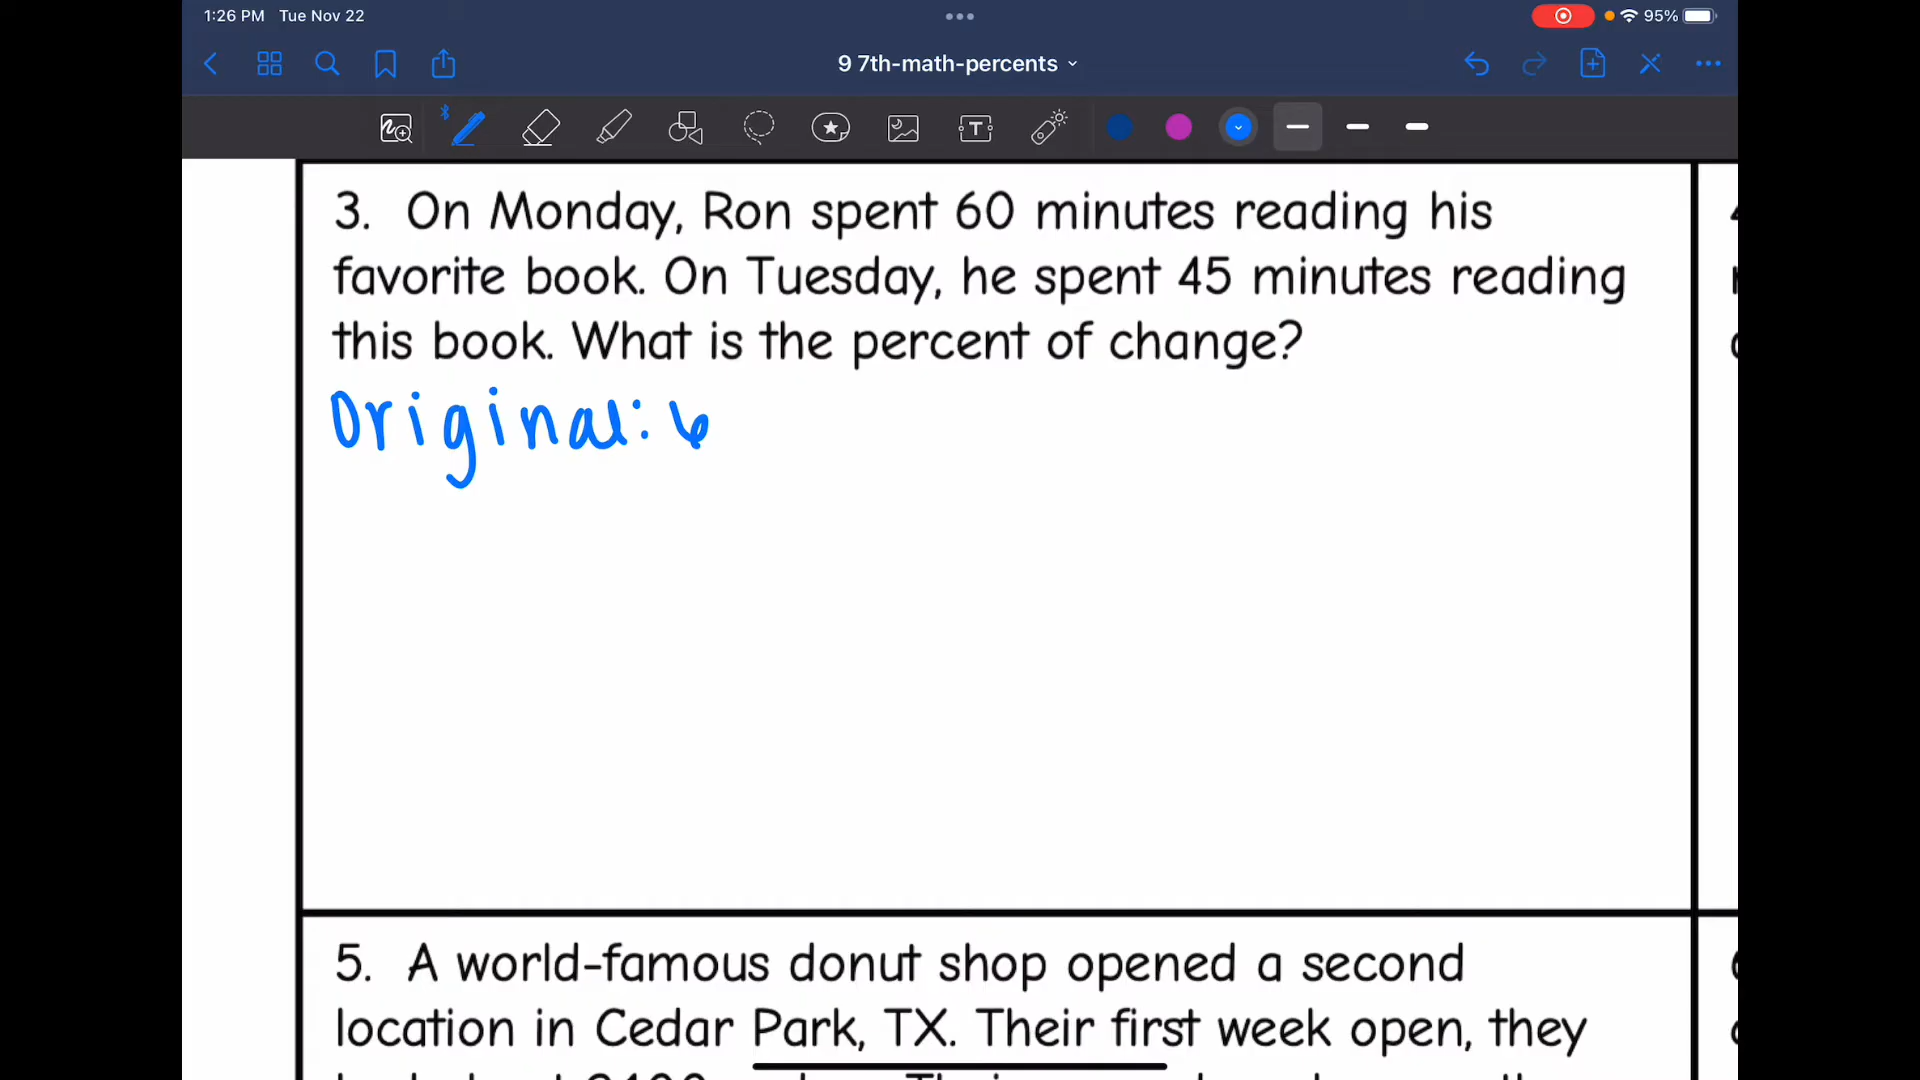 1:26 PM Tue Nov 22
95%
9 7th-math-percents
T
3. On Monday, Ron spent 60 minutes reading his
favorite book. On Tuesday, he spent 45 minutes reading
this book. What is the percent of change?
Original: 6
5. A world-famous donut shop opened a second
location in Cedar Park, TX. Their first week open, they